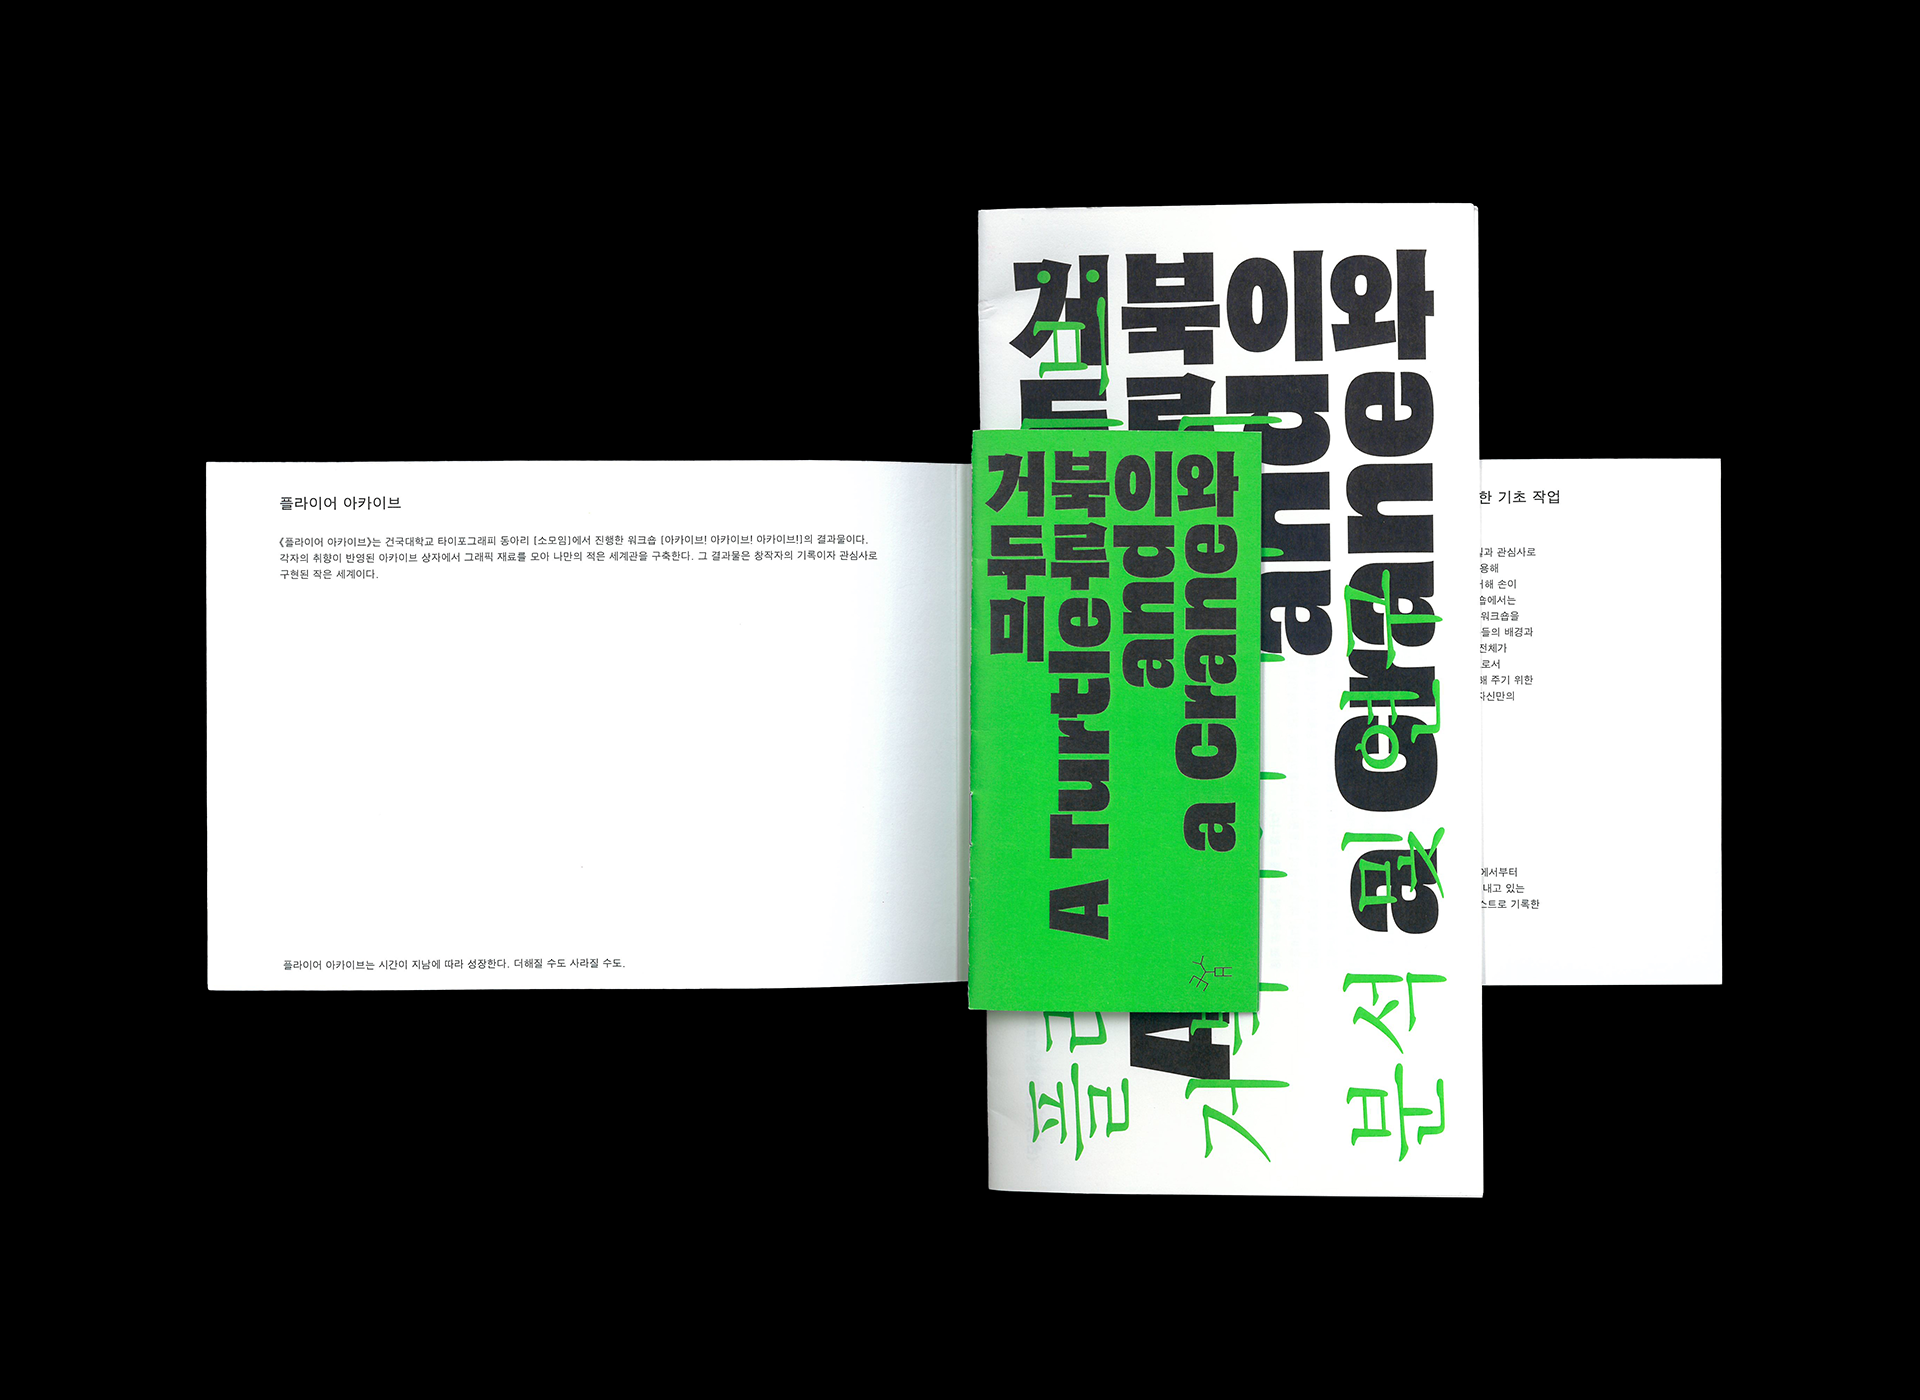 플라이어 아카이브
《플라이어 아카이브》는 건국대학교 타이포그래피 동아리 [소모임]에서 진행한 워크숍 [아카이브! 아카이브! 아카이브!]의 결과물이다.
각자의 취향이 반영된 아카이브 상자에서 그래픽 재료를 모아 나만의 적은 세계관을 구축한다. 그 결과물은 창작자의 기록이자 관심사로
구현된 작은 세계이다.
플라이어 아카이브는 시간이 지남에 따라 성장한다. 더해질 수도 사라질 수도.
거북이와
두루
미
A Turtle
and
a Crane
거북이와
and
a Crane
A
분석 및 연구
한 기초 작업
관심사로
용해
손이
워크숍을
들의 배경과
전체가
로서
주기 위한
자신만의
에서부터
내고 있는
기록한